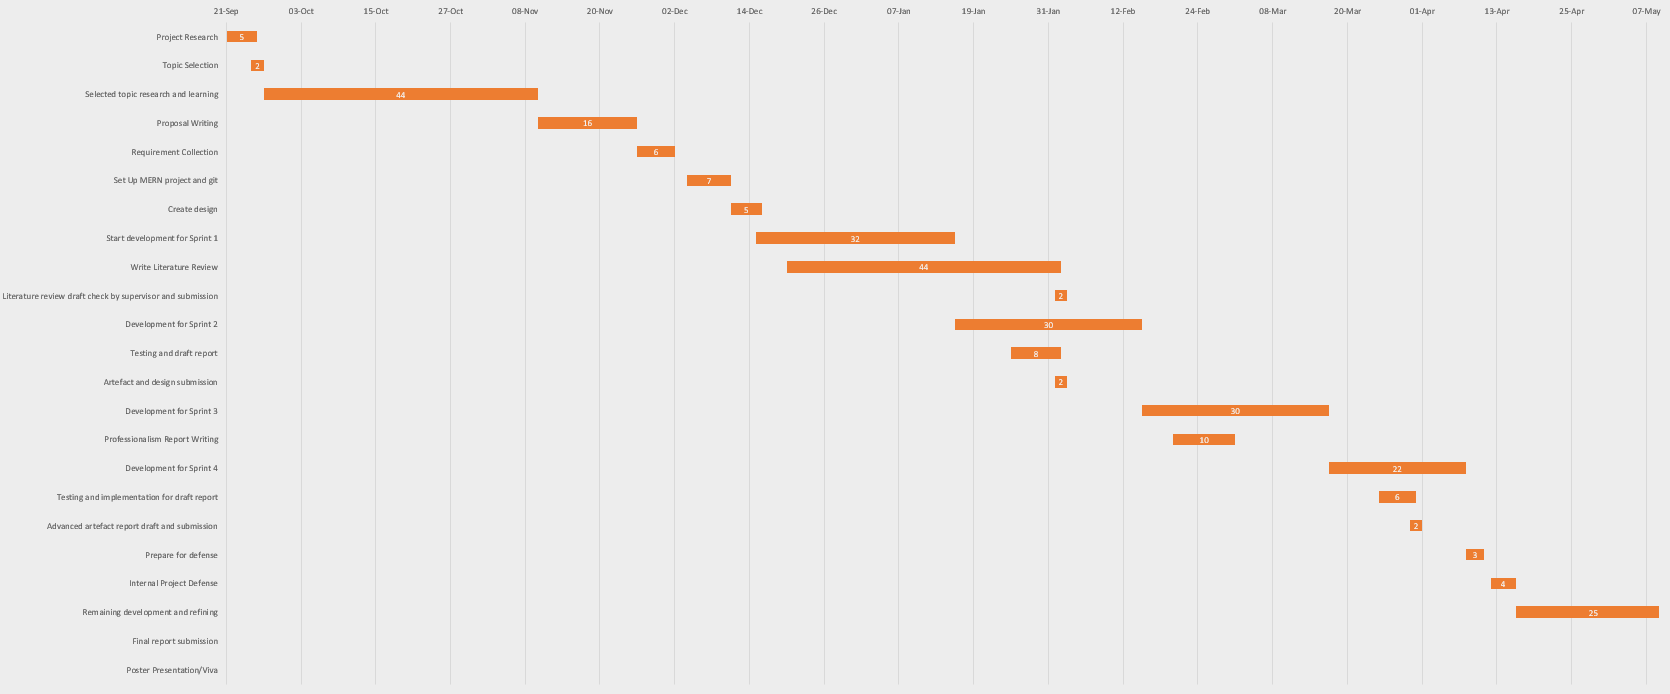 21-Sep 03-Oct 15-Oct 27-Oct 08-Nov 20-Nov 02-Dec 14-Dec 26-Dec 07-Jan 19-Jan 31-Jan 12-Feb 24-Feb 08-Mar 20-Mar 01-Apr 13-Apr 25-Apr 07-May
Project Research 5
Topic Selection 2
Selected topic research and learning 44
Proposal Writing 16
Requirement Collection 6
Set Up MERN project and git 7
Create design 5
Start development for Sprint 1 32
Write Literature Review 44
Literature review draft check by supervisor and submission 2
Development for Sprint 2 30
Testing and draft report 8
Artefact and design submission 2
Development for Sprint 3 30
Professionalism Report Writing 10
Development for Sprint 4 22
Testing and implementation for draft report 6
Advanced artefact report draft and submission 2
Prepare for defense 3
Internal Project Defense 4
Remaining development and refining 25
Final report submission
Poster Presentation/Viva